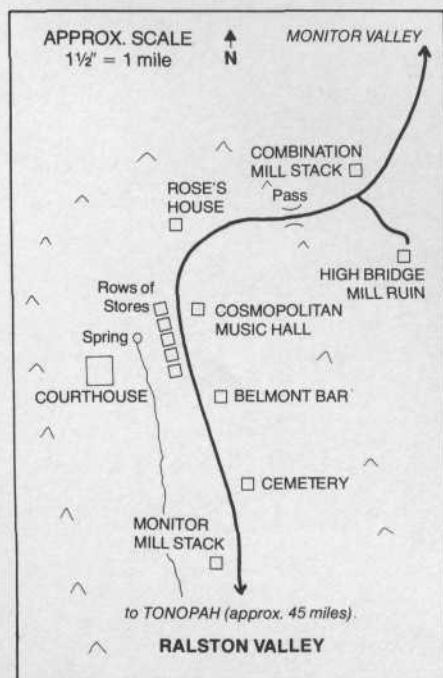 APPROX. SCALE
1½" = 1 mile
N
MONITOR VALLEY
COMBINATION
MILL STACK
Pass
ROSE'S
HOUSE
HIGH BRIDGE
MILL RUIN
Rows of
Stores
COSMOPOLITAN
MUSIC HALL
Spring
COURTHOUSE
BELMONT BAR
CEMETERY
MONITOR
MILL STACK
to TONOPAH (approx. 45 miles).
RALSTON VALLEY